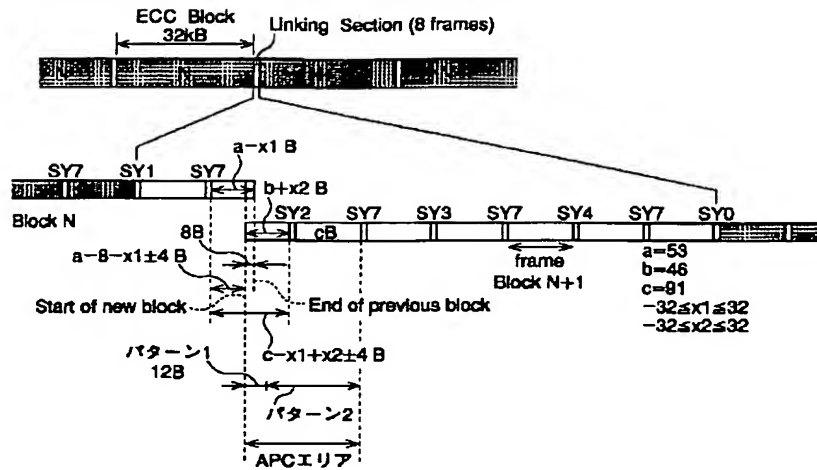 ECC Block
32kB
Linking Section (8 frames)
a-x1 B
SY7 SY1 SY7
b+x2 B
Block N
SY2 SY7 SY3 SY7 SY4 SY7 SY0
cB
8B
a-8-x1±4 B
frame
Block N+1
a=53
b=46
c=91
-32≤x1≤32
-32≤x2≤32
Start of new block
End of previous block
c-x1+x2±4 B
パターン1
12B
パターン2
APCエリア